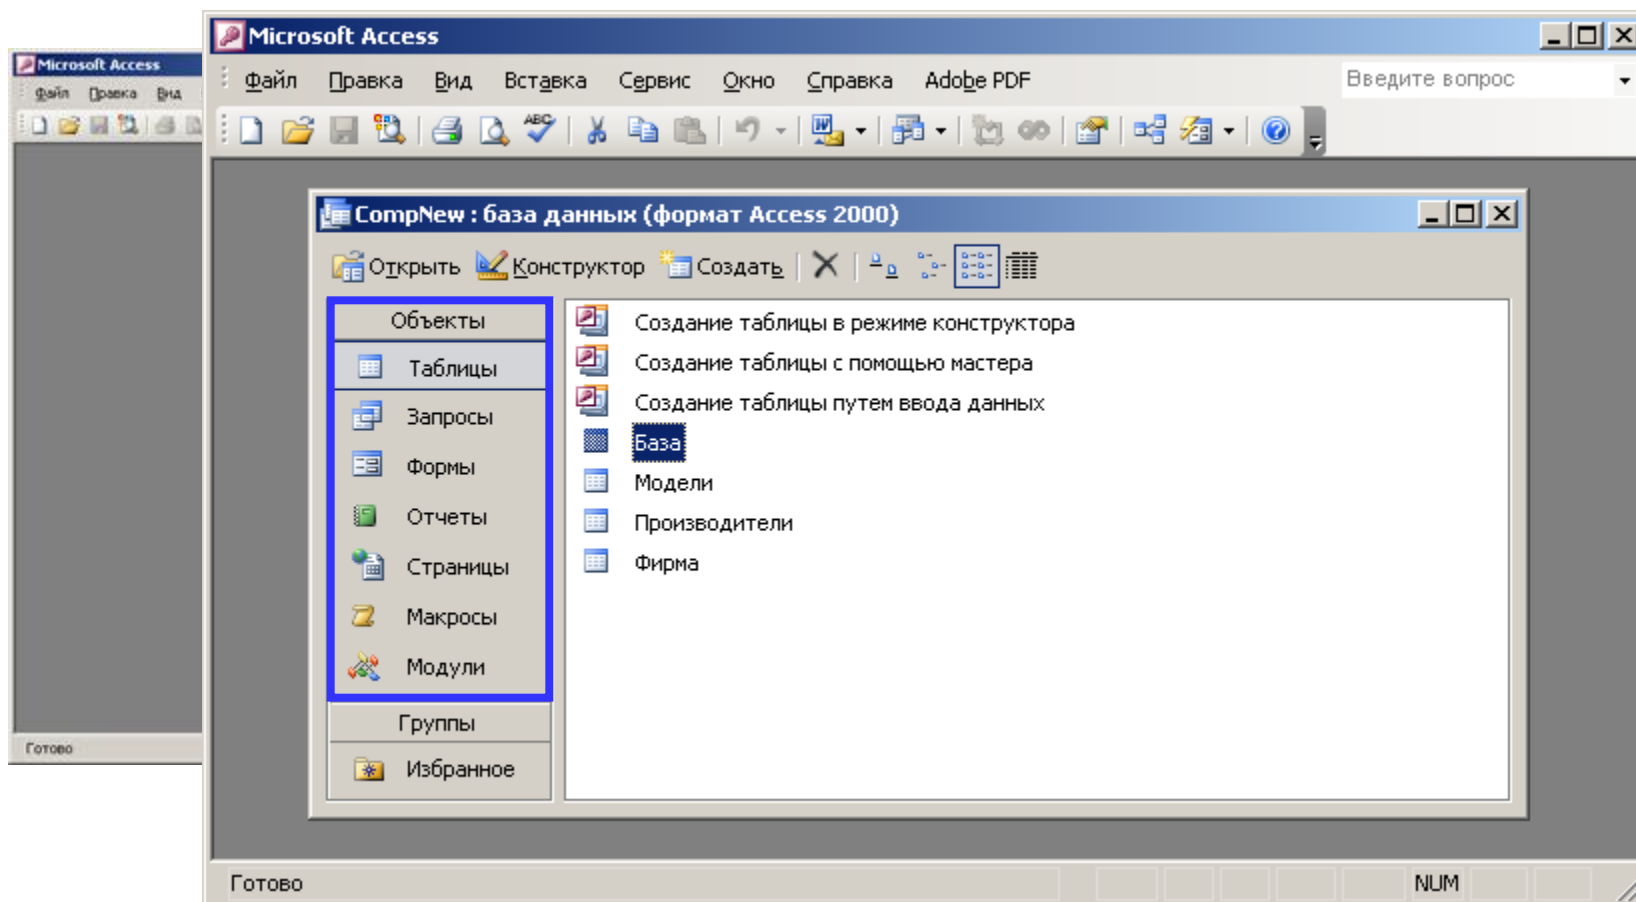 Microsoft Access
Файл Правка Вид
Готово
Microsoft Access
Файл Правка Вид Вставка Сервис Окно Справка Adobe PDF Введите вопрос
CompNew : база данных (формат Access 2000)
Открыть Конструктор Создать
Объекты
Таблицы
Запросы
Формы
Отчеты
Страницы
Макросы
Модули
Группы
Избранное
Создание таблицы в режиме конструктора
Создание таблицы с помощью мастера
Создание таблицы путем ввода данных
База
Модели
Производители
Фирма
Готово NUM